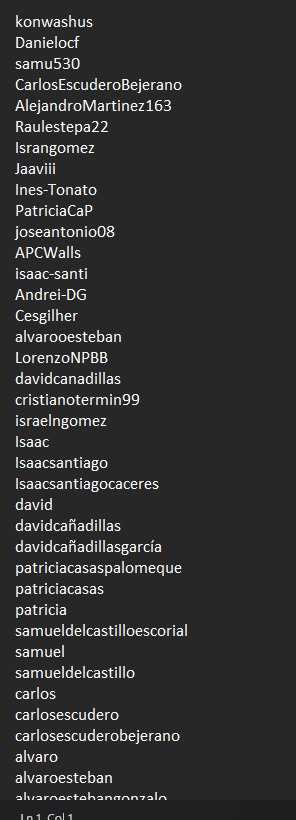 konwashus
Danielocf
samu530
CarlosEscuderoBejerano
AlejandroMartinez163
Raulestepa22
Israngomez
Jaaviii
Ines-Tonato
PatriciaCaP
joseantonio08
APCWalls
isaac-santi
Andrei-DG
Cesgilher
alvarooesteban
LorenzoNPBB
davidcanadillas
cristianotermin99
israelngomez
Isaac
Isaacsantiago
Isaacsantiagocaceres
david
davidcañadillas
davidcañadillasgarcía
patriciacasaspalomeque
patriciacasas
patricia
samueldelcastilloescorial
samuel
samueldelcastillo
carlos
carlosescudero
carlosescuderobejerano
alvaro
alvaroesteban
alvaroestebangonzalo
Ln 1, Col 1